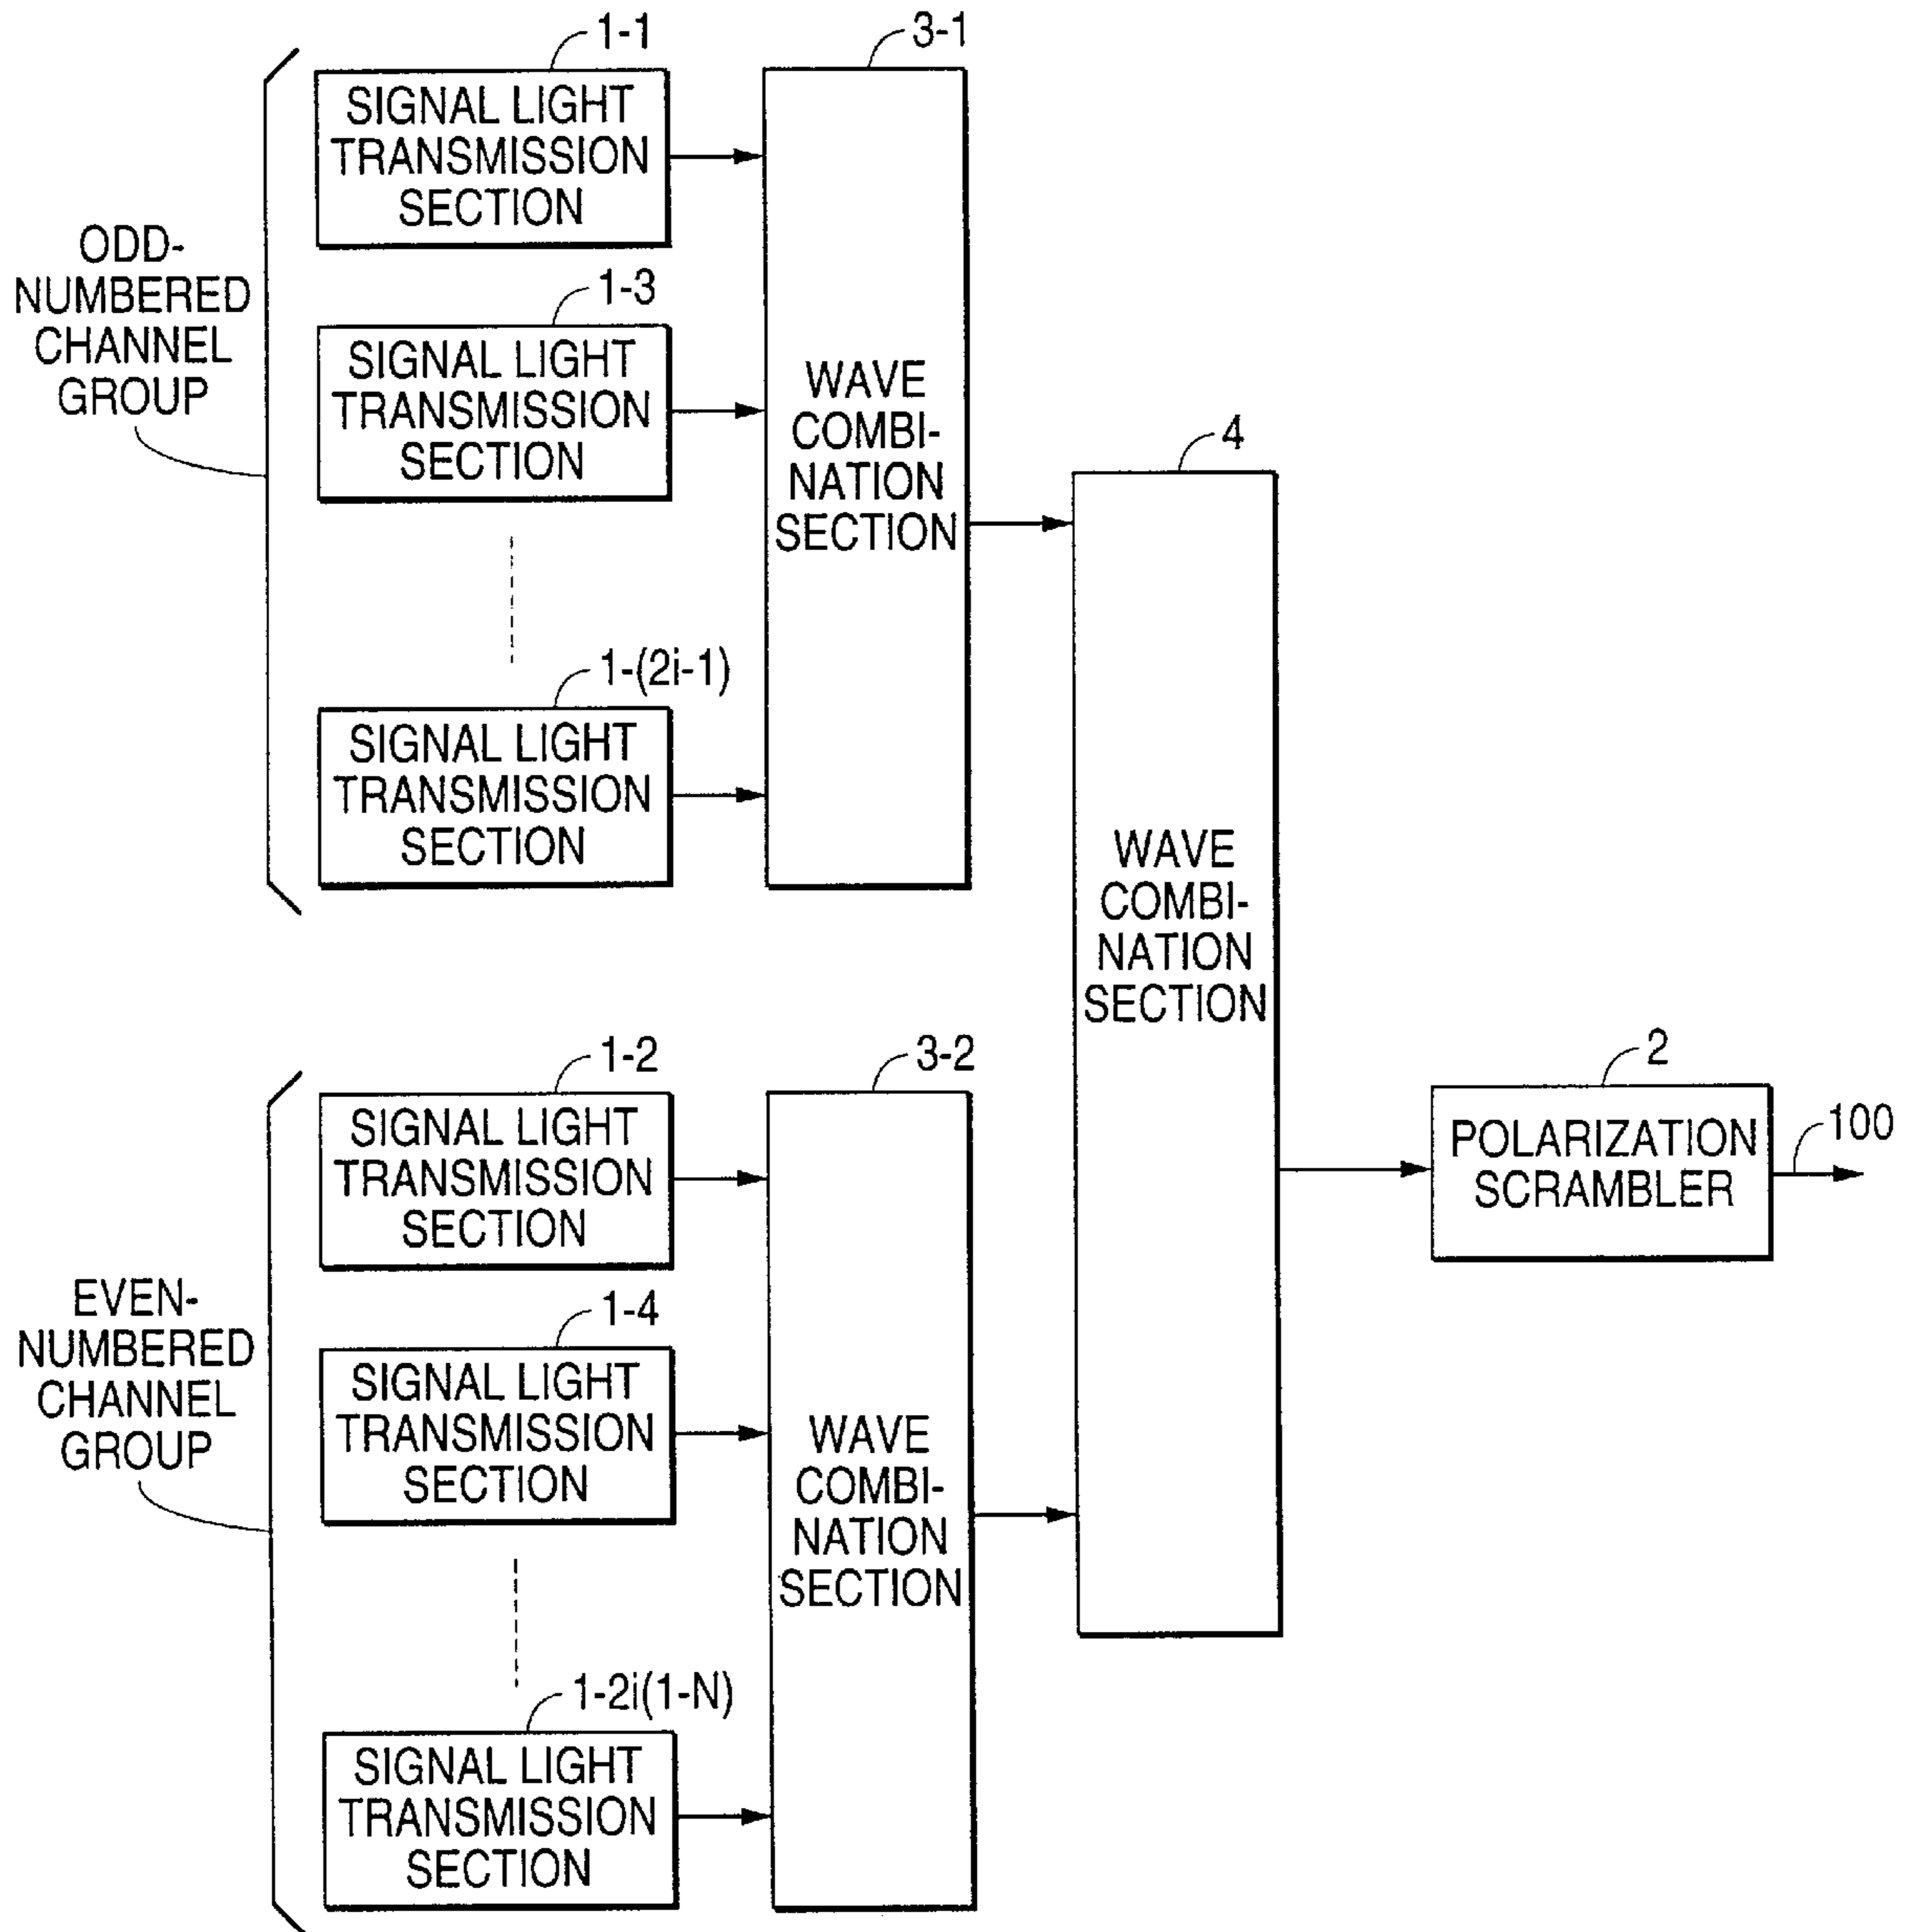 1-1
SIGNAL LIGHT
TRANSMISSION
SECTION
3-1
WAVE
COMBI-
NATION
SECTION
ODD-
NUMBERED
CHANNEL
GROUP
1-3
SIGNAL LIGHT
TRANSMISSION
SECTION
1-(2i-1)
SIGNAL LIGHT
TRANSMISSION
SECTION
4
WAVE
COMBI-
NATION
SECTION
1-2
SIGNAL LIGHT
TRANSMISSION
SECTION
3-2
WAVE
COMBI-
NATION
SECTION
2
POLARIZATION
SCRAMBLER
100
EVEN-
NUMBERED
CHANNEL
GROUP
1-4
SIGNAL LIGHT
TRANSMISSION
SECTION
1-2i(1-N)
SIGNAL LIGHT
TRANSMISSION
SECTION